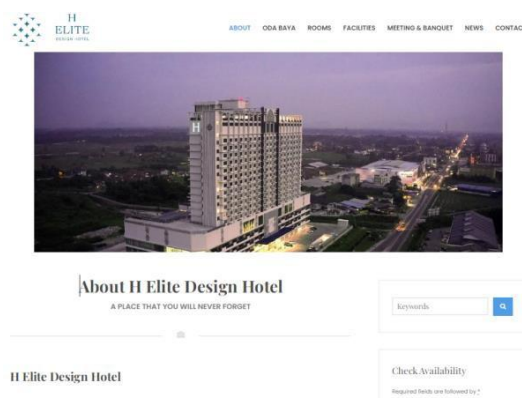 H
ELITE
DESIGN HOTEL
ABOUT ODA BAYA ROOMS FACILITIES MEETING & BANQUET NEWS CONTAC
H
About H Elite Design Hotel
A PLACE THAT YOU WILL NEVER FORGET
Keywords
H Elite Design Hotel
Check Availability
Required fields are followed by *